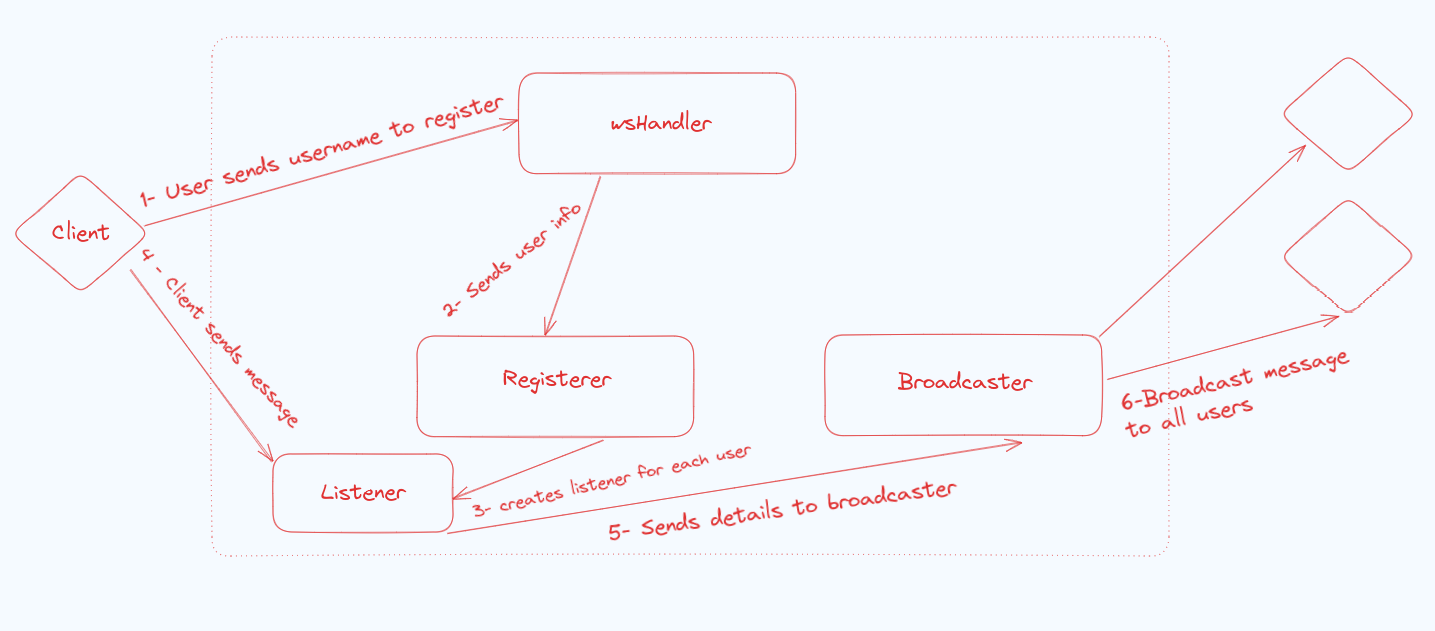 1- User sends username to register
wsHandler
Client
2- Sends user info
4 - Client sends message
Registerer
Broadcaster
6-Broadcast message
to all users
Listener
3- creates listener for each user
5- Sends details to broadcaster